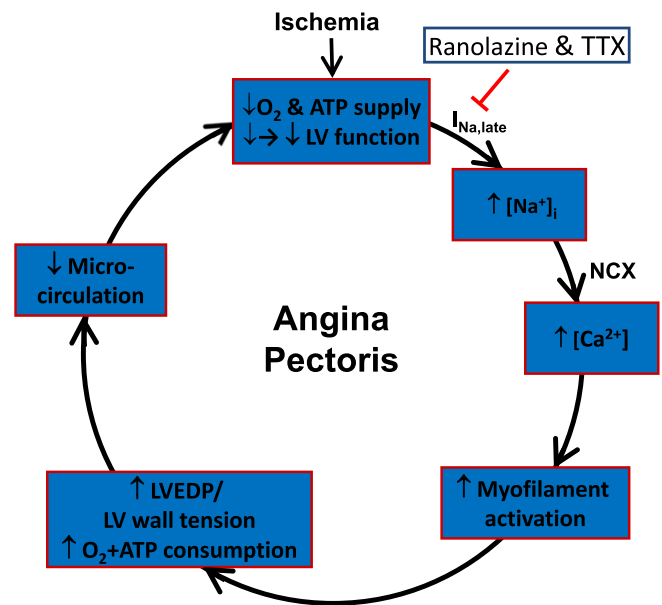 Ischemia
Ranolazine & TTX
↓O₂ & ATP supply
↓→ ↓ LV function
I_Na,late
↑ [Na⁺]ᵢ
NCX
↑ [Ca²⁺]
↑ Myofilament
activation
↑ LVEDP/
LV wall tension
↑ O₂+ATP consumption
↓ Micro-
circulation
Angina
Pectoris